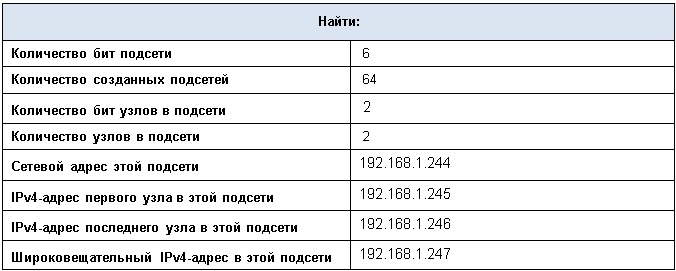 Найти:
Количество бит подсети 6
Количество созданных подсетей 64
Количество бит узлов в подсети 2
Количество узлов в подсети 2
Сетевой адрес этой подсети 192.168.1.244
IPv4-адрес первого узла в этой подсети 192.168.1.245
IPv4-адрес последнего узла в этой подсети 192.168.1.246
Широковещательный IPv4-адрес в этой подсети 192.168.1.247